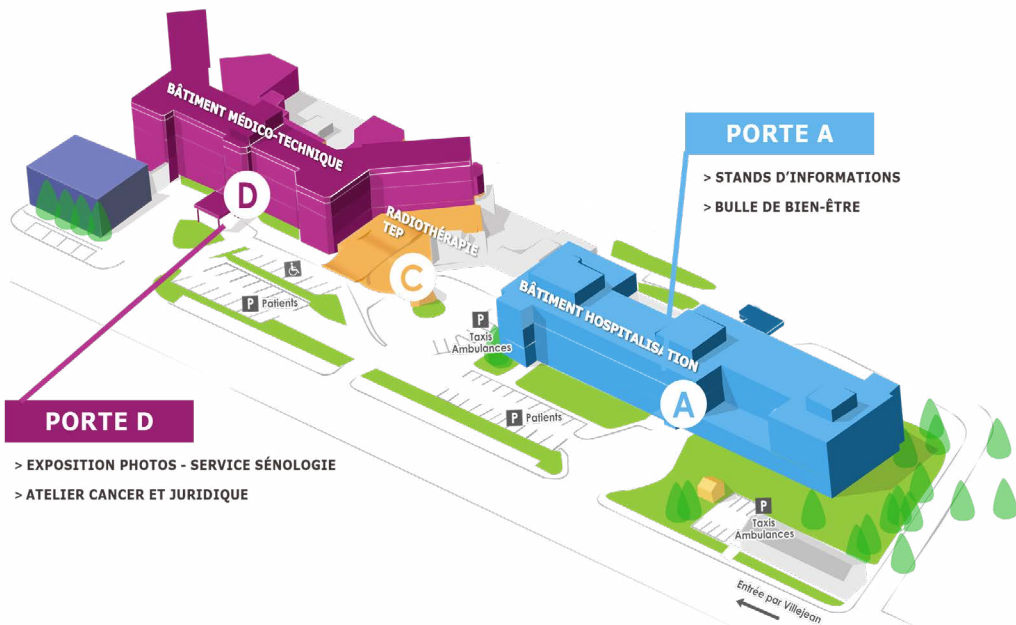 BÂTIMENT MÉDICO-TECHNIQUE
D
RADIOTHÉRAPIE
TEP
C
PORTE A
> STANDS D'INFORMATIONS
> BULLE DE BIEN-ÊTRE
BÂTIMENT HOSPITALISATION
A
P Patients
P
Taxis
Ambulances
P Patients
PORTE D
> EXPOSITION PHOTOS - SERVICE SÉNOLOGIE
> ATELIER CANCER ET JURIDIQUE
P
Taxis
Ambulances
Entrée par Villejean